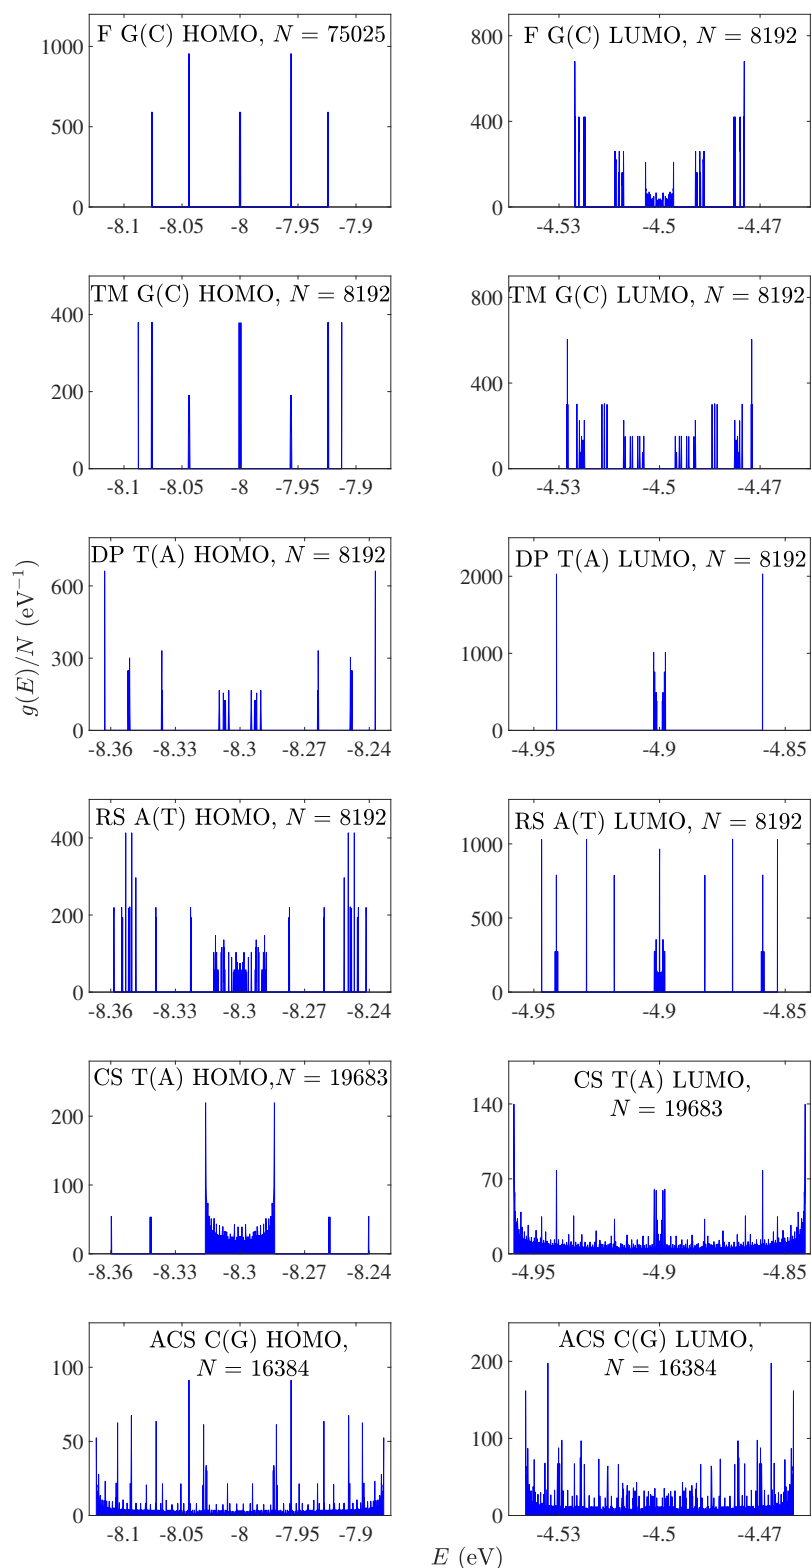 F G(C) HOMO, N = 75025
1000
500
0
-8.1 -8.05 -8 -7.95 -7.9
F G(C) LUMO, N = 8192
800
400
0
-4.53 -4.5 -4.47
TM G(C) HOMO, N = 8192
400
200
0
-8.1 -8.05 -8 -7.95 -7.9
TM G(C) LUMO, N = 8192
800
400
0
-4.53 -4.5 -4.47
g(E)/N (eV⁻¹)
DP T(A) HOMO, N = 8192
600
300
0
-8.36 -8.33 -8.3 -8.27 -8.24
DP T(A) LUMO, N = 8192
2000
1000
0
-4.95 -4.9 -4.85
RS A(T) HOMO, N = 8192
400
200
0
-8.36 -8.33 -8.3 -8.27 -8.24
RS A(T) LUMO, N = 8192
1000
500
0
-4.95 -4.9 -4.85
CS T(A) HOMO,N = 19683
200
100
0
-8.36 -8.33 -8.3 -8.27 -8.24
CS T(A) LUMO,
N = 19683
140
70
0
-4.95 -4.9 -4.85
ACS C(G) HOMO,
N = 16384
100
50
0
-8.1 -8.05 -8 -7.95 -7.9
ACS C(G) LUMO,
N = 16384
200
100
0
-4.53 -4.5 -4.47
E (eV)